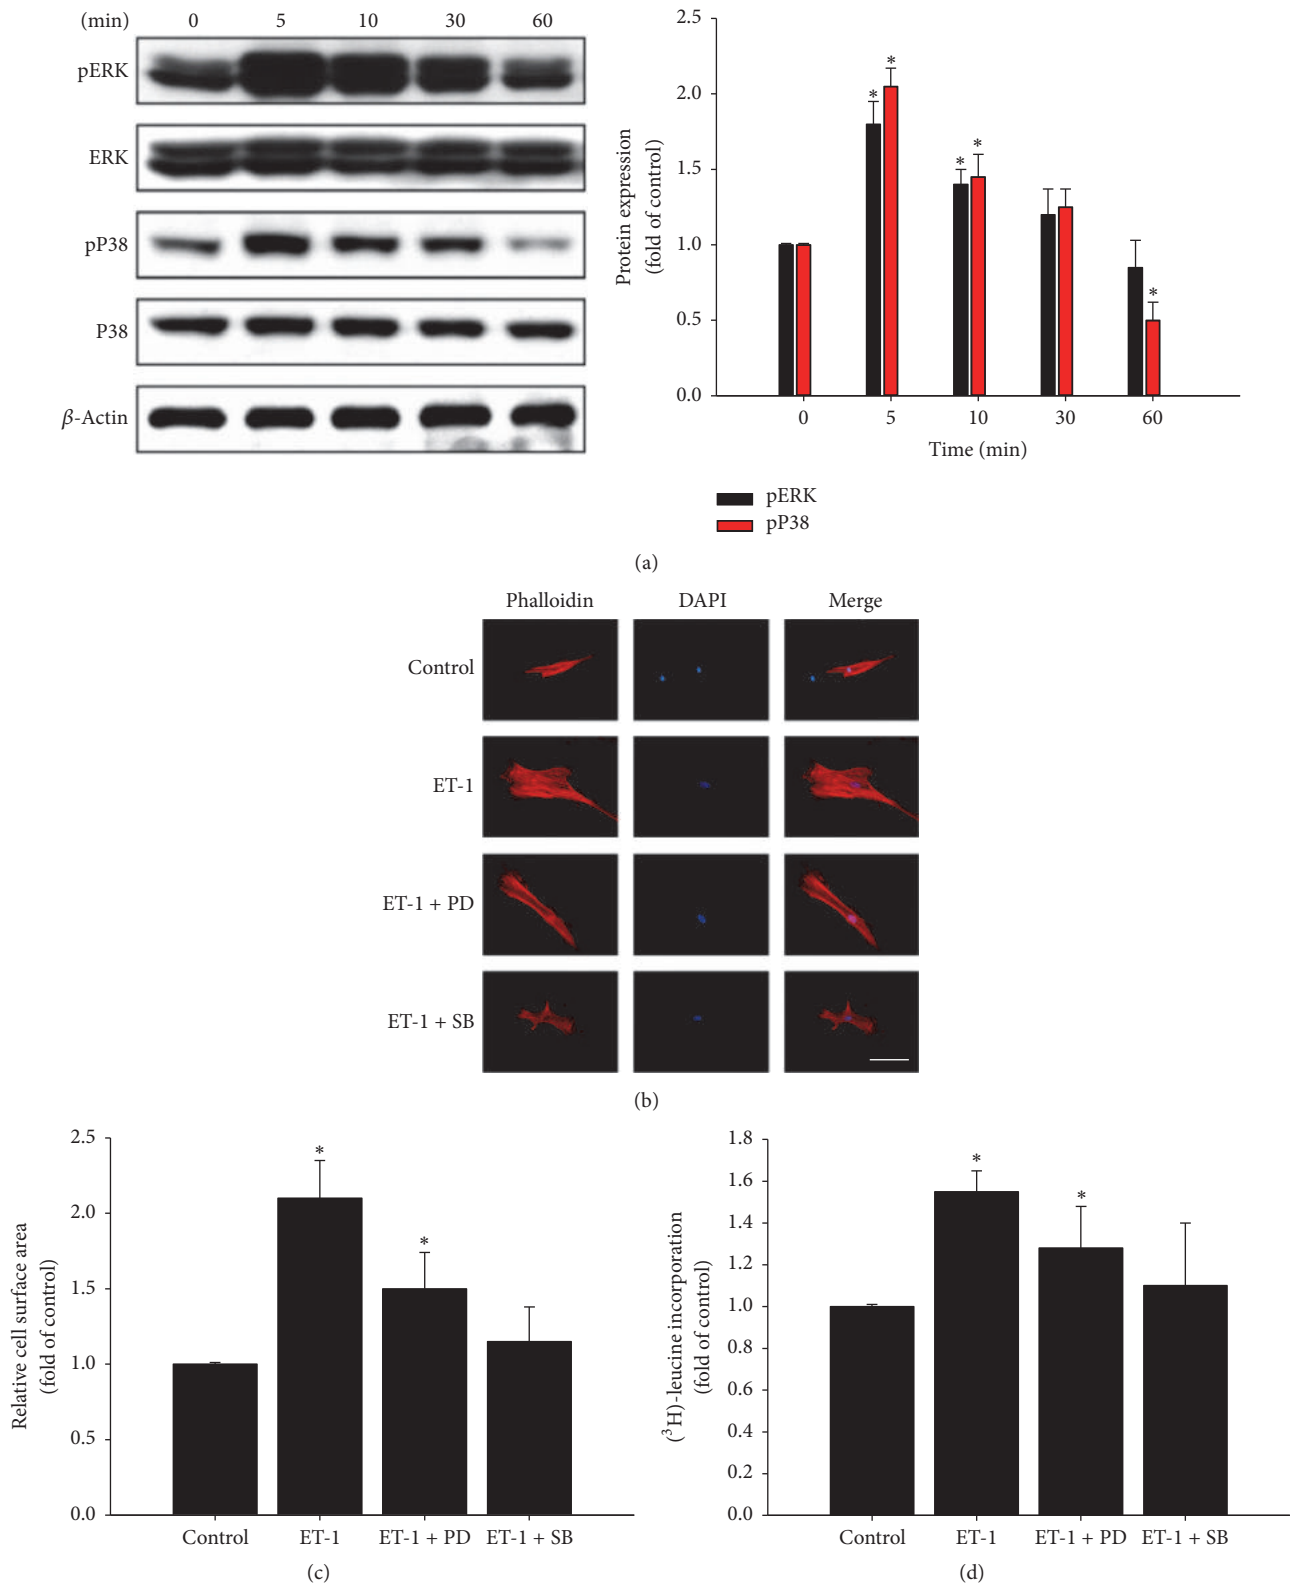 (min) 0 5 10 30 60
pERK
ERK
pP38
P38
β-Actin
Protein expression
(fold of control)
2.5
2.0
1.5
1.0
0.5
0.0
* *
* *
*
0 5 10 30 60
Time (min)
pERK
pP38
(a)
Phalloidin DAPI Merge
Control
ET-1
ET-1 + PD
ET-1 + SB
(b)
Relative cell surface area
(fold of control)
2.5
2.0
1.5
1.0
0.5
0.0
*
*
Control ET-1 ET-1 + PD ET-1 + SB
(c)
(³H)-leucine incorporation
(fold of control)
1.8
1.6
1.4
1.2
1.0
0.8
0.6
0.4
0.2
0.0
*
*
Control ET-1 ET-1 + PD ET-1 + SB
(d)